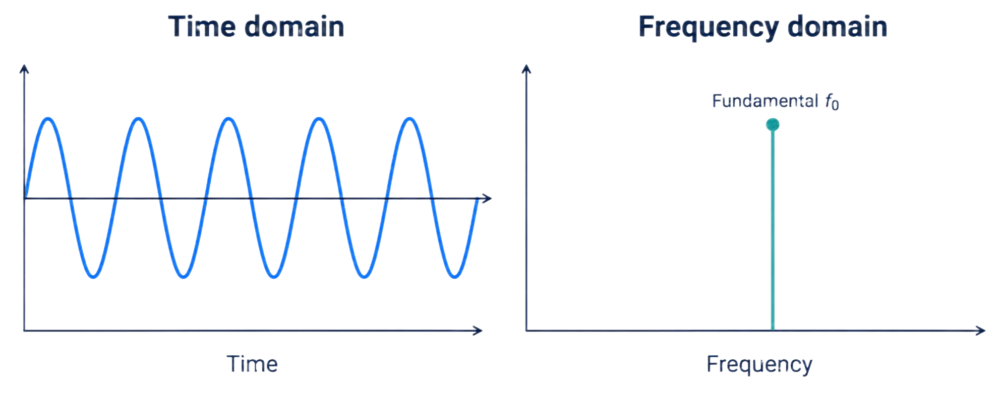 Time domain
Frequency domain
Fundamental f₀
Time
Frequency